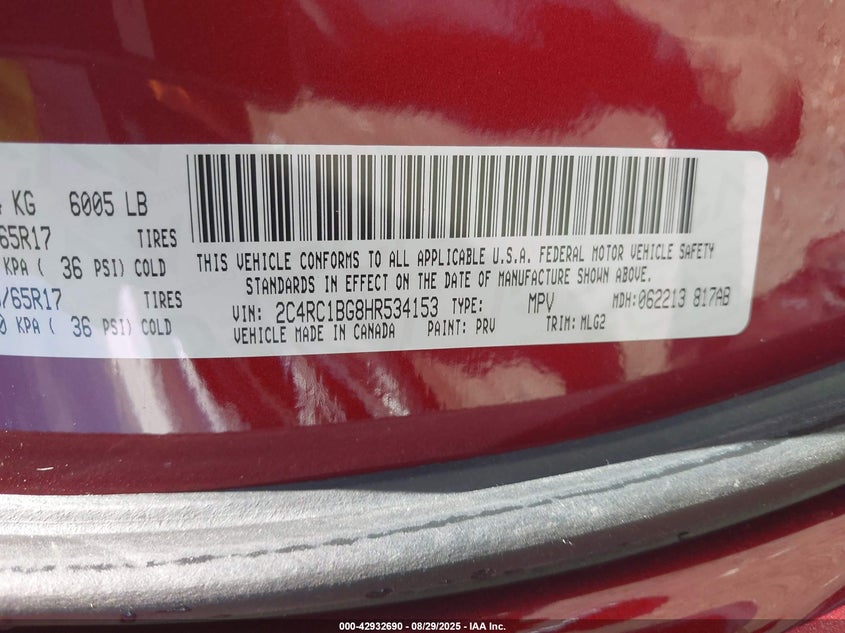 KG 6005 LB
65R17 TIRES
KPA ( 36 PSI) COLD
/65R17 TIRES
0 KPA ( 36 PSI) COLD
THIS VEHICLE CONFORMS TO ALL APPLICABLE U.S.A. FEDERAL MOTOR VEHICLE SAFETY
STANDARDS IN EFFECT ON THE DATE OF MANUFACTURE SHOWN ABOVE.
VIN: 2C4RC1BG8HR534153 TYPE: MPV MDH:062213 817AB
VEHICLE MADE IN CANADA PAINT: PRV TRIM: MLG2
000-42932690 - 08/29/2025 - IAA Inc.